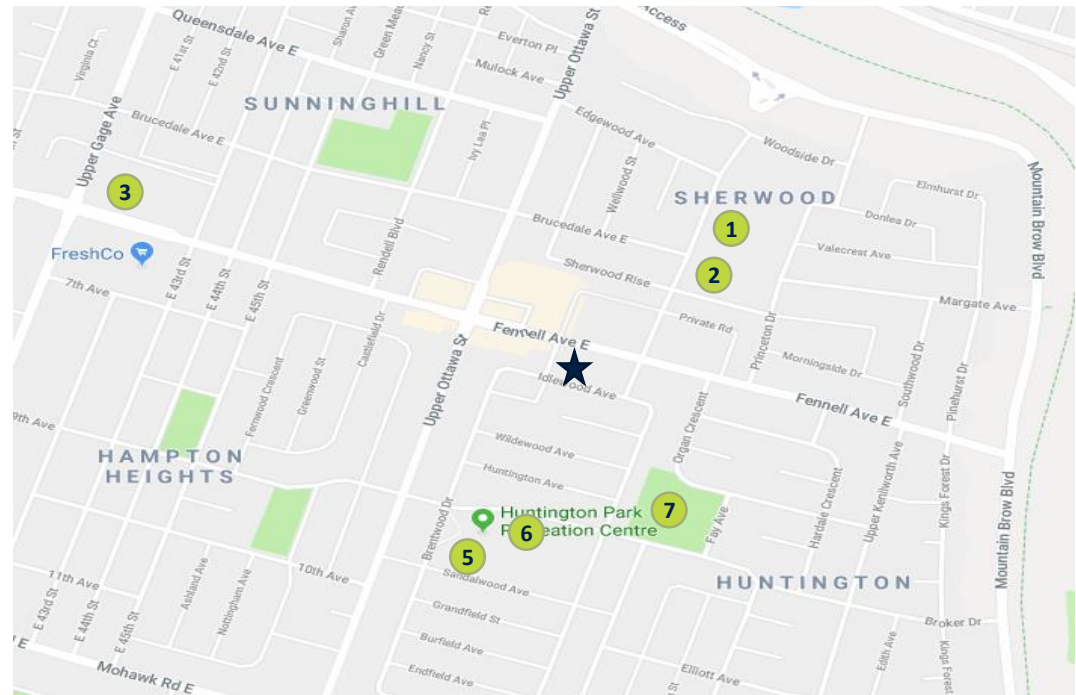 Queensdale Ave E
Sharon A
Green Mea
Nancy St
Re
Everton Pl
Mulock Ave
Upper Ottawa St
Access
Virginia Ct
E 41st St
E 42nd St
Upper Gage Ave
SUNNINGHILL
Brucedale Ave E
Ivy Lea Pl
Edgewood Ave
Wellwood St
Woodside Dr
Mountain Brow Blvd
SHERWOOD
Elmhurst Dr
Donlea Dr
Valecrest Ave
3
1
2
Brucedale Ave E
Sherwood Rise
Rendell Blvd
FreshCo
7th Ave
E 43rd St
E 44th St
E 45th St
Castlefield Dr
Margate Ave
Private Rd
Princeton Dr
Morningside Dr
Fennell Ave E
Southwood Dr
Pinehurst Dr
Fernwood Crescent
Greenwood St
Upper Ottawa St
Fennell Ave E
9th Ave
HAMPTON
HEIGHTS
Wildewood Ave
Organ Crescent
Huntington Ave
Brentwood Dr
Huntington Park
6
7
5
Fay Ave
Hardale Crescent
Upper Kenilworth Ave
Kings Forest Dr
Mountain Brow Blvd
11th Ave
E 43rd St
E 44th St
E 45th St
Ashland Ave
Nottingham Ave
10th Ave
Sandalwood Ave
Grandfield St
Burfield Ave
Endfield Ave
HUNTINGTON
Broker Dr
Edith Ave
Kings Forest
Elliott Ave
Mohawk Rd E